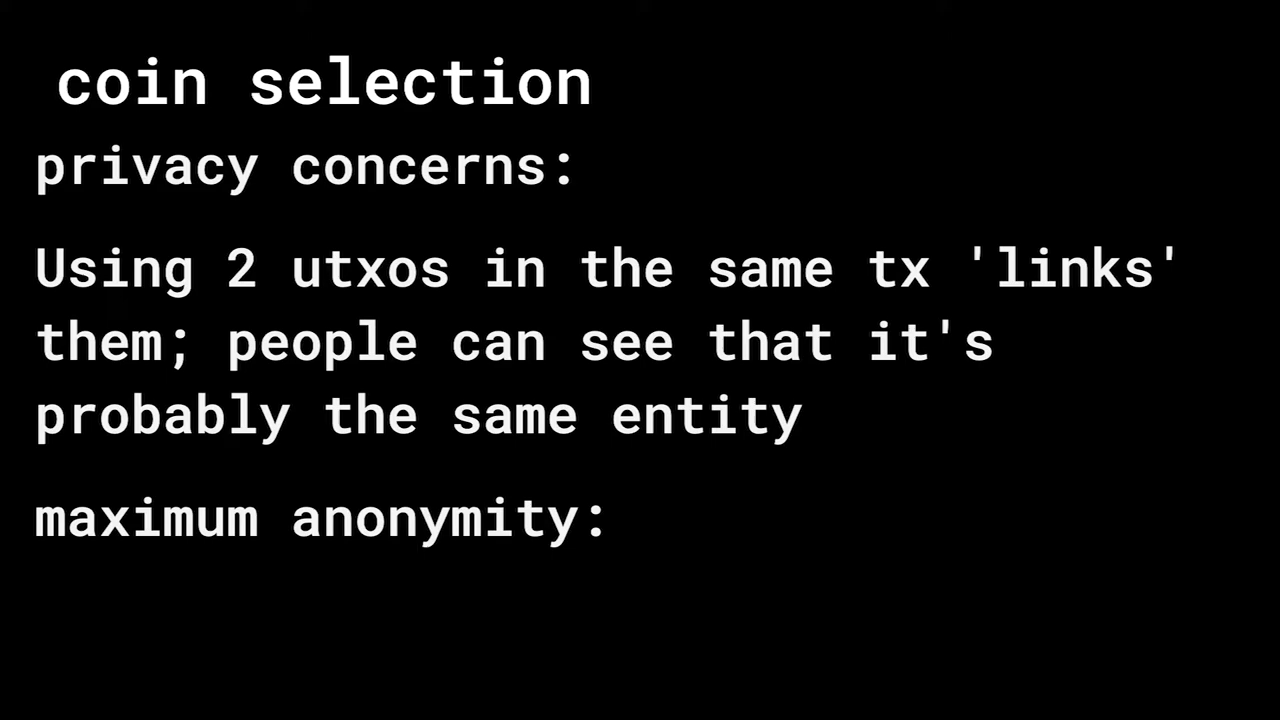 coin selection
privacy concerns:
Using 2 utxos in the same tx 'links'
them; people can see that it's
probably the same entity
maximum anonymity: